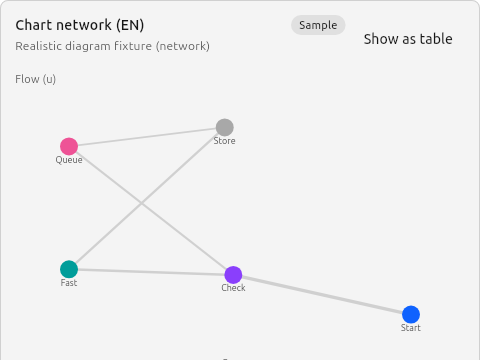 Chart network (EN)
Sample
Show as table
Realistic diagram fixture (network)
Flow (u)
Store
Queue
Fast
Check
Start